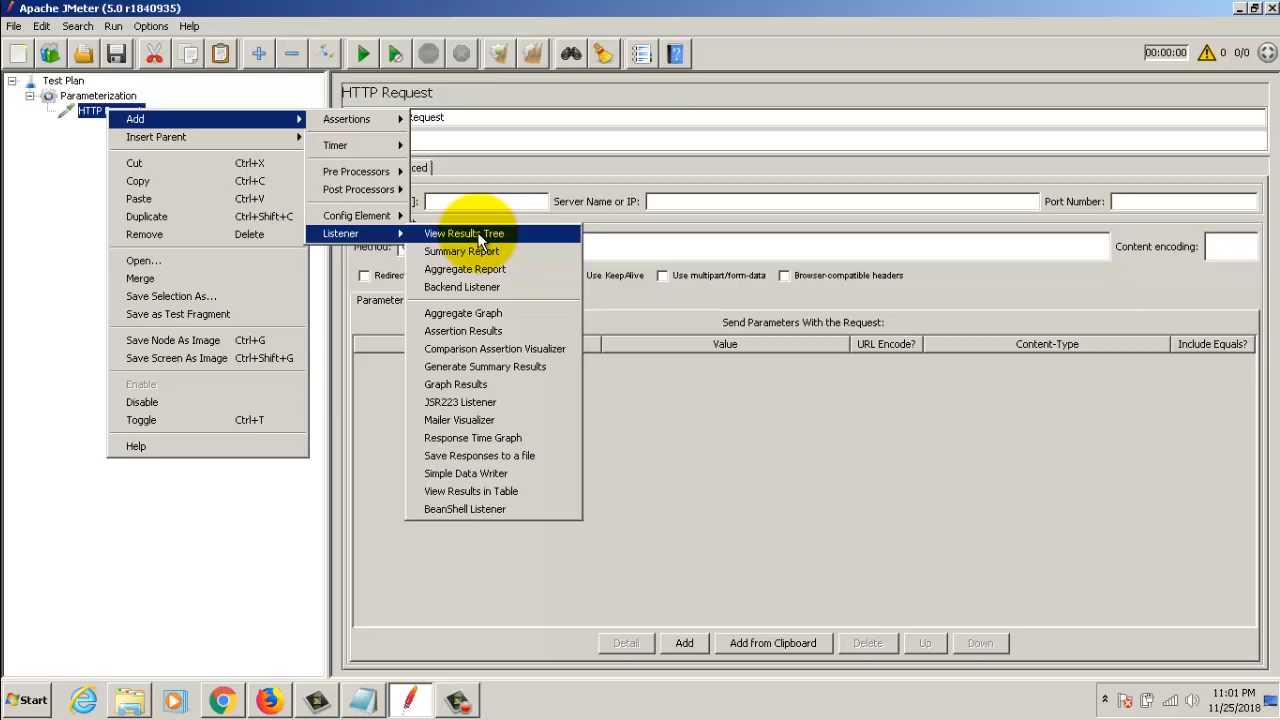 Apache JMeter (5.0 r1840935)
File Edit Search Run Options Help
00:00:00 0 0/0
Test Plan
Parameterization
HTTP
Add
Insert Parent
Cut Ctrl+X
Copy Ctrl+C
Paste Ctrl+V
Duplicate Ctrl+Shift+C
Remove Delete
Open...
Merge
Save Selection As...
Save as Test Fragment
Save Node As Image Ctrl+G
Save Screen As Image Ctrl+Shift+G
Enable
Disable
Toggle Ctrl+T
Help
Assertions
Timer
Pre Processors
Post Processors
Config Element
Listener
View Results Tree
Summary Report
Aggregate Report
Backend Listener
Aggregate Graph
Assertion Results
Comparison Assertion Visualizer
Generate Summary Results
Graph Results
JSR223 Listener
Mailer Visualizer
Response Time Graph
Save Responses to a file
Simple Data Writer
View Results in Table
BeanShell Listener
HTTP Request
equest
ced
]: Server Name or IP: Port Number:
Method: Content encoding:
Redirec Use KeepAlive Use multipart/form-data Browser-compatible headers
Parameter
Send Parameters With the Request:
Value URL Encode? Content-Type Include Equals?
Detail Add Add from Clipboard Delete Up Down
Start
11:01 PM
11/25/2018